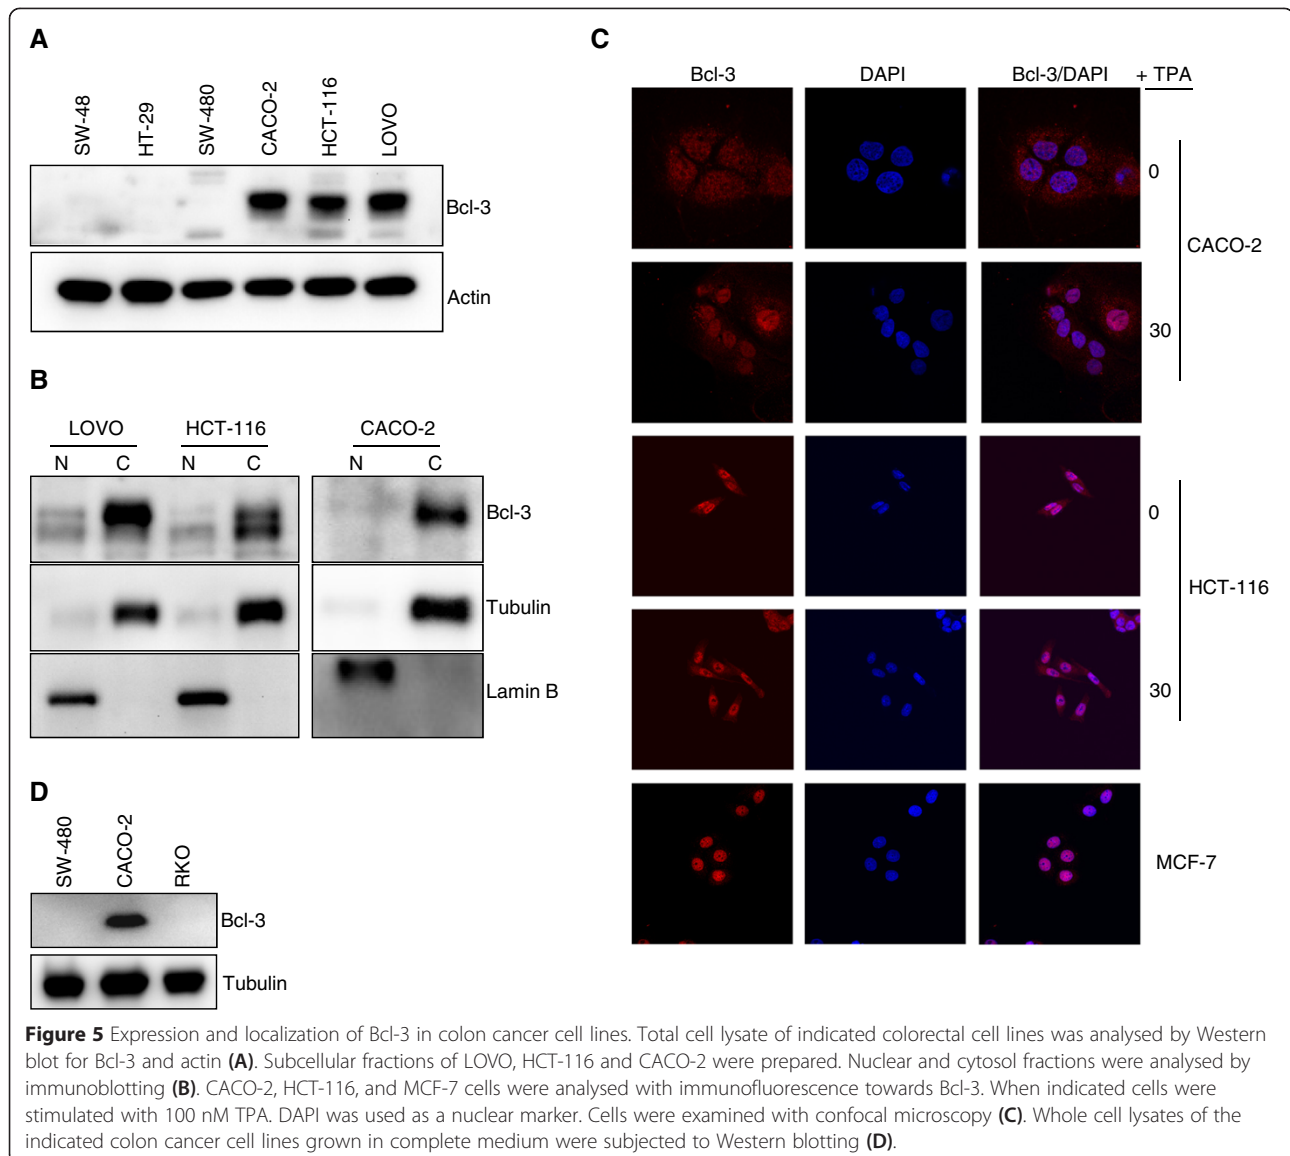 A
SW-48
HT-29
SW-480
CACO-2
HCT-116
LOVO
Bcl-3
Actin
B
LOVO HCT-116 CACO-2
N C N C N C
Bcl-3
Tubulin
Lamin B
C
Bcl-3 DAPI Bcl-3/DAPI + TPA
0
CACO-2
30
0
HCT-116
30
MCF-7
D
SW-480
CACO-2
RKO
Bcl-3
Tubulin
Figure 5 Expression and localization of Bcl-3 in colon cancer cell lines. Total cell lysate of indicated colorectal cell lines was analysed by Western
blot for Bcl-3 and actin (A). Subcellular fractions of LOVO, HCT-116 and CACO-2 were prepared. Nuclear and cytosol fractions were analysed by
immunoblotting (B). CACO-2, HCT-116, and MCF-7 cells were analysed with immunofluorescence towards Bcl-3. When indicated cells were
stimulated with 100 nM TPA. DAPI was used as a nuclear marker. Cells were examined with confocal microscopy (C). Whole cell lysates of the
indicated colon cancer cell lines grown in complete medium were subjected to Western blotting (D).